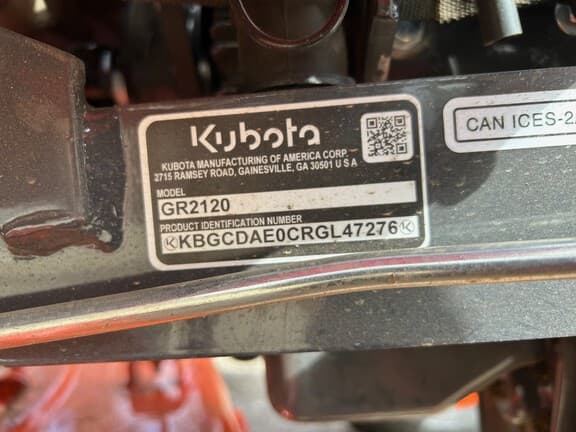 Kubota
KUBOTA MANUFACTURING OF AMERICA CORP.
2715 RAMSEY ROAD, GAINESVILLE, GA 30501 U S A
MODEL
GR2120
PRODUCT IDENTIFICATION NUMBER
KBGCDAE0CRGL47276
CAN ICES-2